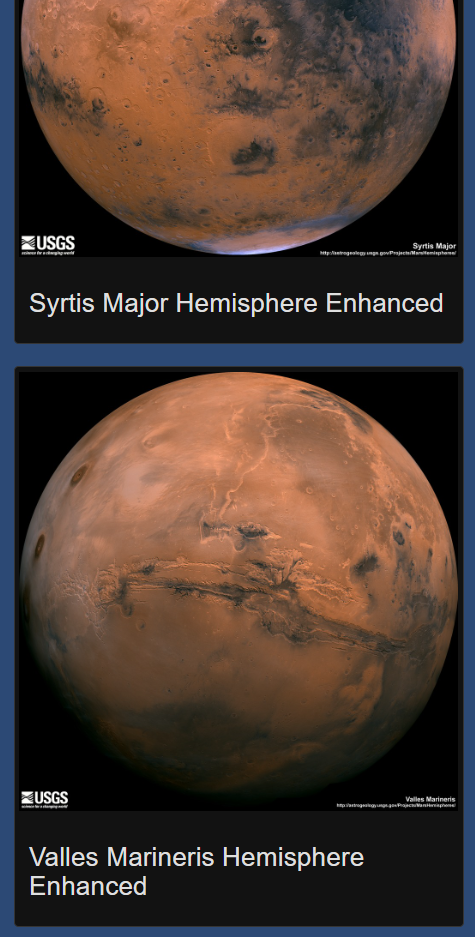 USGS
science for a changing world
Syrtis Major
http://astrogeology.usgs.gov/Projects/MarsHemispheres/
Syrtis Major Hemisphere Enhanced
USGS
science for a changing world
Valles Marineris
http://astrogeology.usgs.gov/Projects/MarsHemispheres/
Valles Marineris Hemisphere
Enhanced